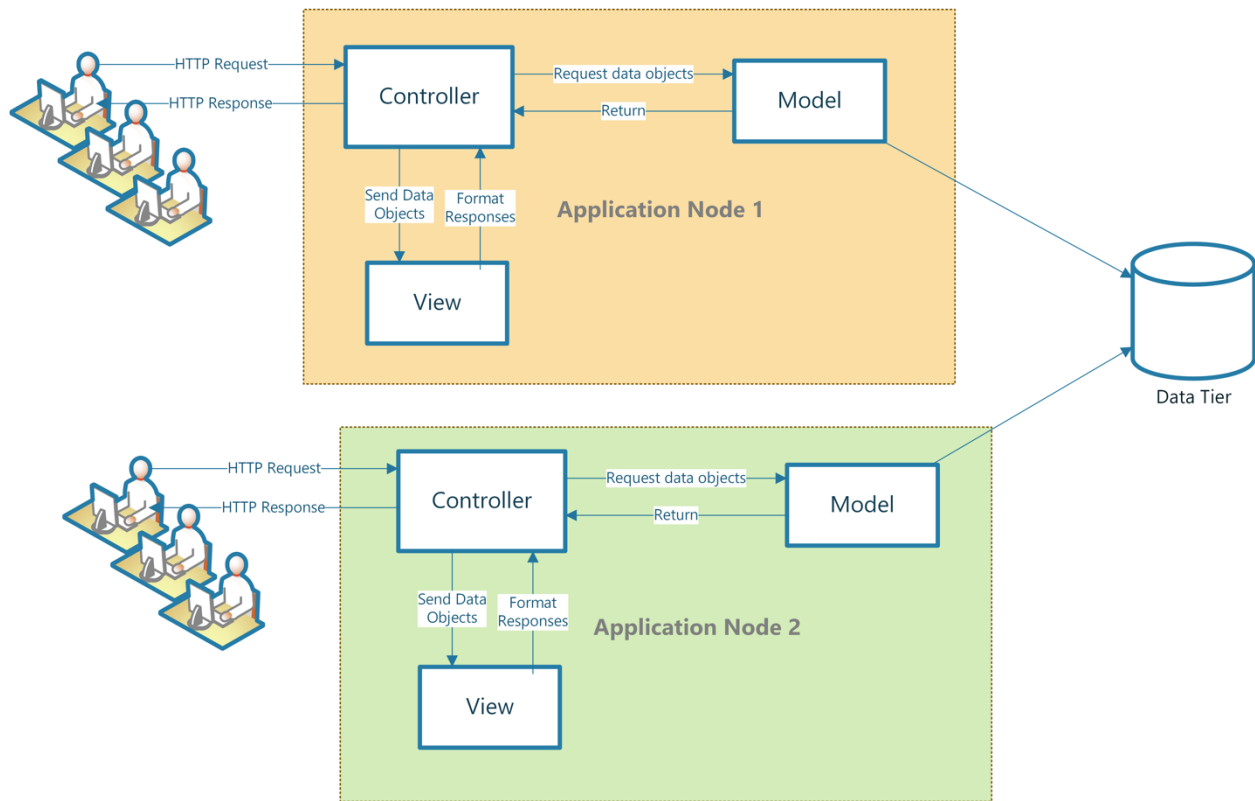 HTTP Request
HTTP Response
Controller
Request data objects
Return
Model
Send Data
Objects
Format
Responses
Application Node 1
View
Data Tier
HTTP Request
HTTP Response
Controller
Request data objects
Return
Model
Send Data
Objects
Format
Responses
Application Node 2
View